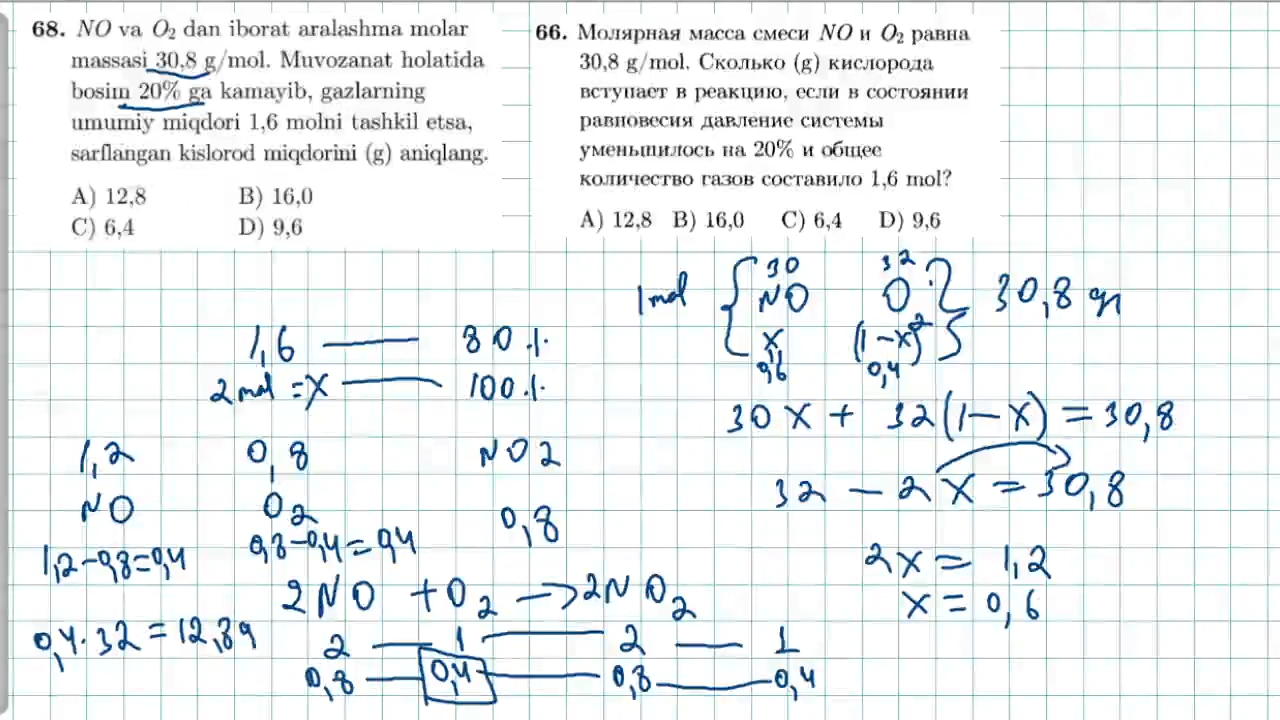 68. NO va O₂ dan iborat aralashma molar
massasi 30,8 g/mol. Muvozanat holatida
bosim 20% ga kamayib, gazlarning
umumiy miqdori 1,6 molni tashkil etsa,
sarflangan kislorod miqdorini (g) aniqlang.
A) 12,8 B) 16,0
C) 6,4 D) 9,6
66. Молярная масса смеси NO и O₂ равна
30,8 g/mol. Сколько (g) кислорода
вступает в реакцию, если в состоянии
равновесия давление системы
уменьшилось на 20% и общее
количество газов составило 1,6 mol?
A) 12,8 B) 16,0 C) 6,4 D) 9,6
30 32
1mol { NO O₂ } 30,8 gr
x (1-x)
0,6 0,4
30x + 32(1-x) = 30,8
32 - 2x = 30,8
2x = 1,2
x = 0,6
1,6 — 80%
2 mol = x — 100%
1,2 0,8 NO2
NO O2 0,8
1,2-0,8=0,4 0,8-0,4=0,4
2NO + O₂ → 2NO₂
0,4·32=12,8g
2 — 1 — 2 — 1
0,8 — 0,4 — 0,8 — 0,4